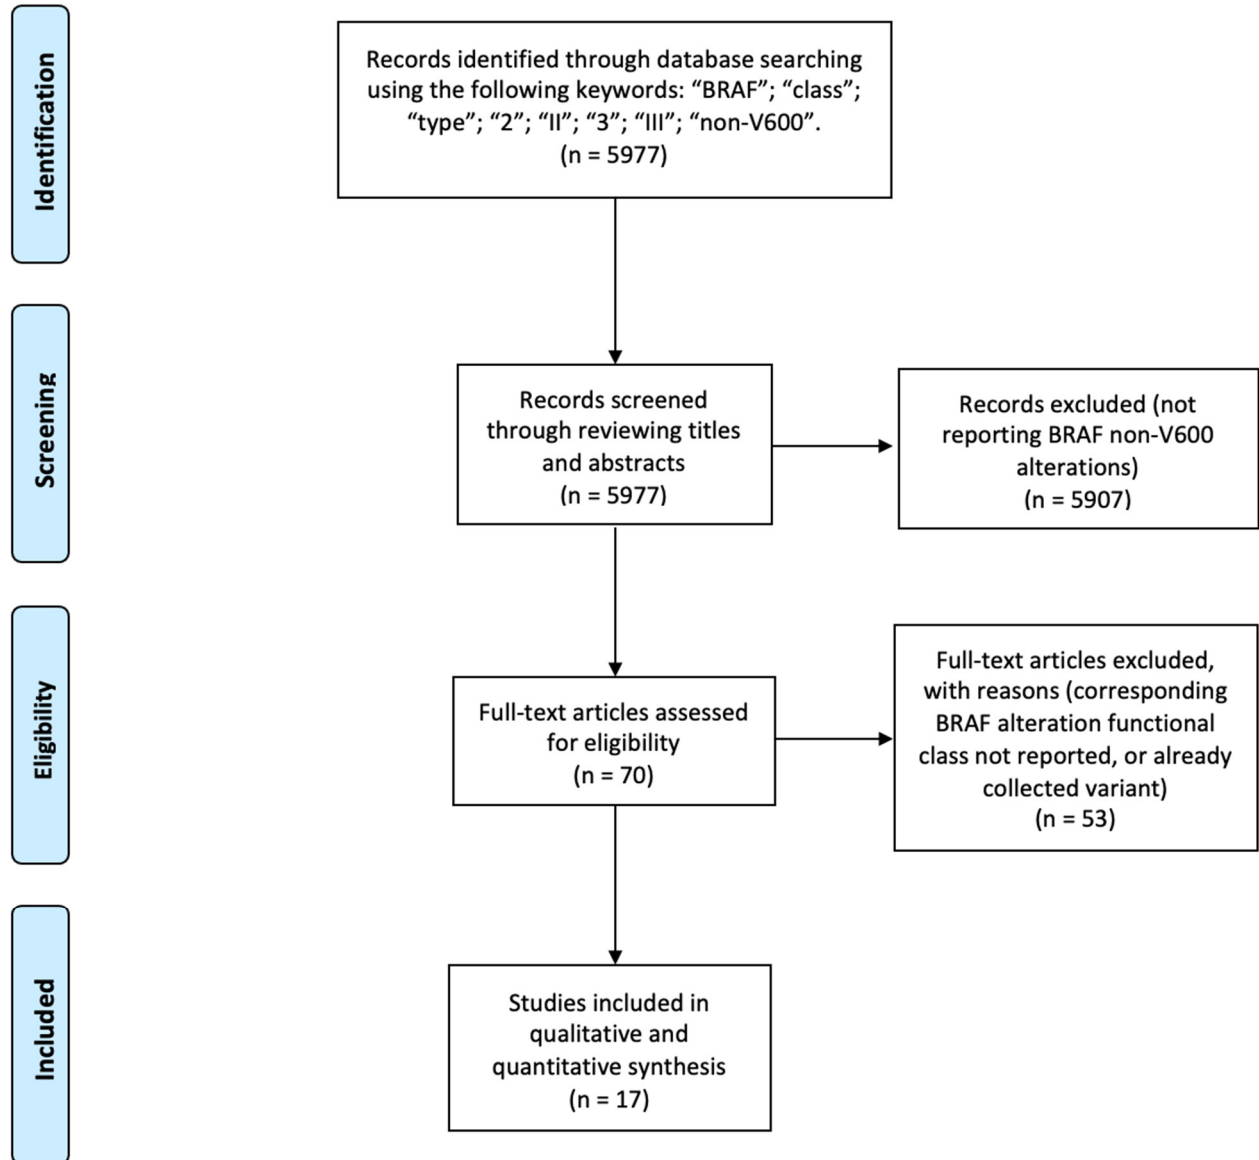 Identification
Records identified through database searching
using the following keywords: “BRAF”; “class”;
“type”; “2”; “II”; “3”; “III”; “non-V600”.
(n = 5977)
Screening
Records screened
through reviewing titles
and abstracts
(n = 5977)
Records excluded (not
reporting BRAF non-V600
alterations)
(n = 5907)
Eligibility
Full-text articles assessed
for eligibility
(n = 70)
Full-text articles excluded,
with reasons (corresponding
BRAF alteration functional
class not reported, or already
collected variant)
(n = 53)
Included
Studies included in
qualitative and
quantitative synthesis
(n = 17)